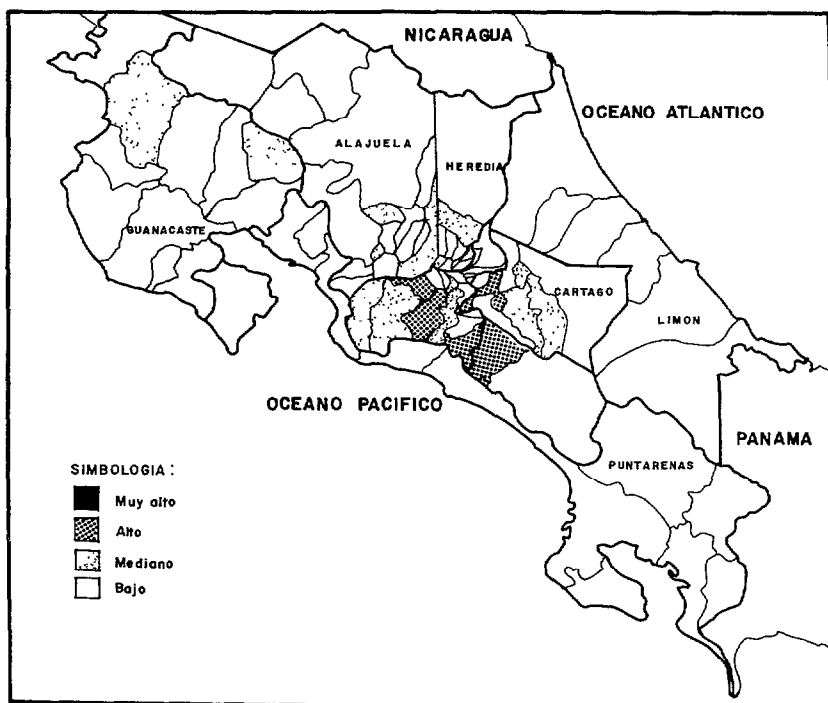 NICARAGUA
OCEANO ATLANTICO
ALAJUELA
HEREDIA
GUANACASTE
CARTAGO
LIMON
OCEANO PACIFICO
PANAMA
PUNTARENAS
SIMBOLOGIA :
Muy alto
Alto
Mediano
Bajo